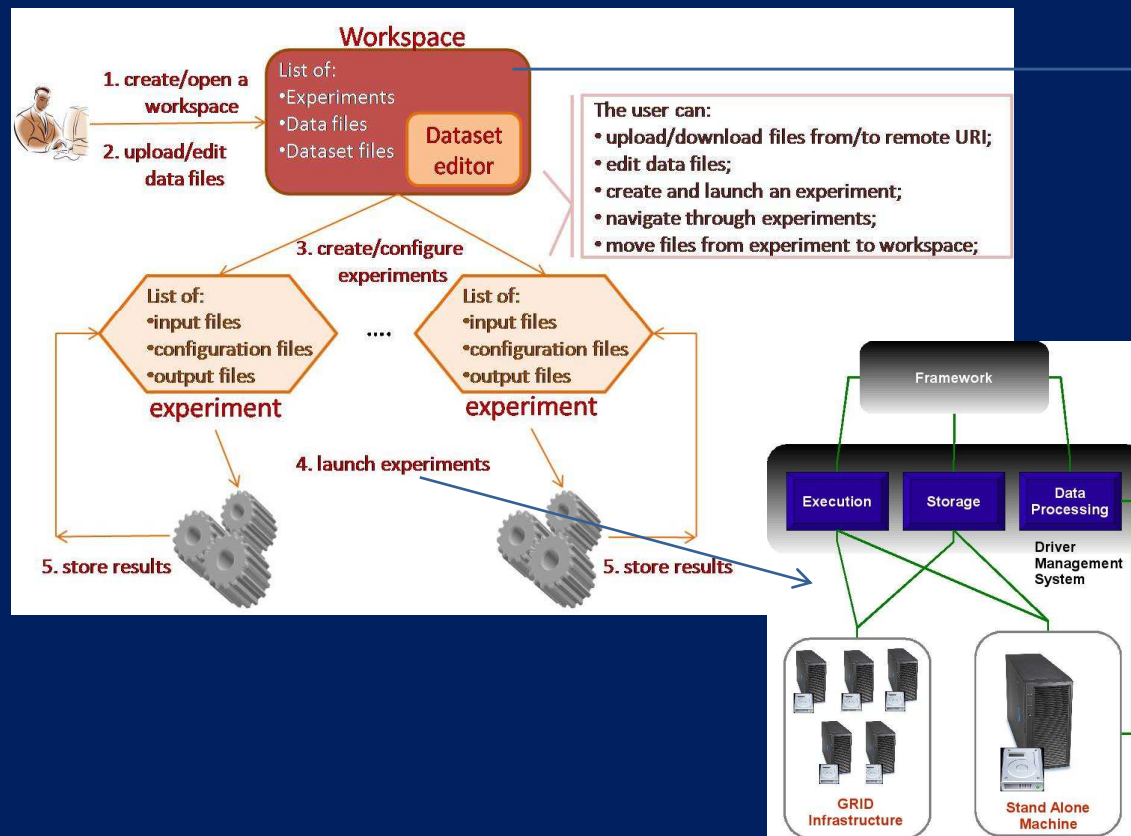 Workspace
1. create/open a
workspace
2. upload/edit
data files
List of:
•Experiments
•Data files
•Dataset files
Dataset
editor
The user can:
• upload/download files from/to remote URI;
• edit data files;
• create and launch an experiment;
• navigate through experiments;
• move files from experiment to workspace;
3. create/configure
experiments
List of:
•input files
•configuration files
•output files
experiment
....
List of:
•input files
•configuration files
•output files
experiment
4. launch experiments
5. store results
5. store results
Framework
Execution
Storage
Data
Processing
Driver
Management
System
GRID
Infrastructure
Stand Alone
Machine